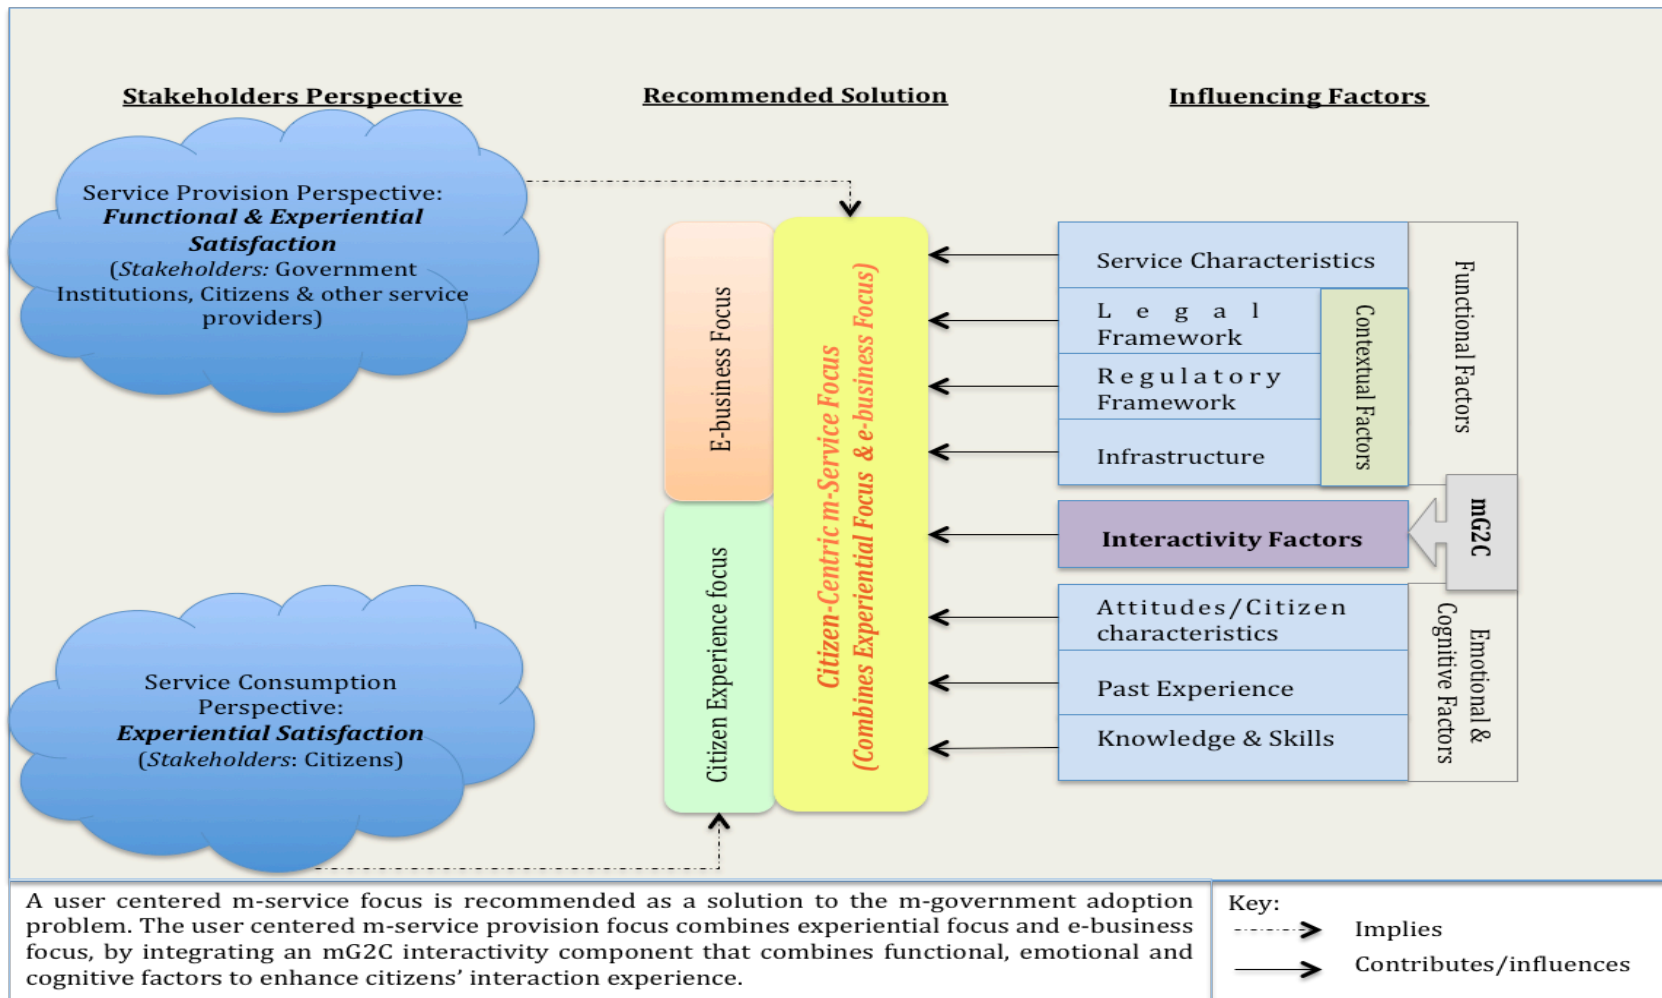 Stakeholders Perspective
Recommended Solution
Influencing Factors
Service Provision Perspective:
Functional & Experiential
Satisfaction
(Stakeholders: Government
Institutions, Citizens & other service
providers)
Service Consumption
Perspective:
Experiential Satisfaction
(Stakeholders: Citizens)
E-business Focus
Citizen Experience focus
Citizen-Centric m-Service Focus
(Combines Experiential Focus & e-business Focus)
Service Characteristics
Legal
Framework
Regulatory
Framework
Infrastructure
Contextual Factors
Functional Factors
Interactivity Factors
mG2C
Attitudes/Citizen
characteristics
Past Experience
Knowledge & Skills
Emotional &
Cognitive Factors
A user centered m-service focus is recommended as a solution to the m-government adoption
problem. The user centered m-service provision focus combines experiential focus and e-business
focus, by integrating an mG2C interactivity component that combines functional, emotional and
cognitive factors to enhance citizens’ interaction experience.
Key:
Implies
Contributes/influences